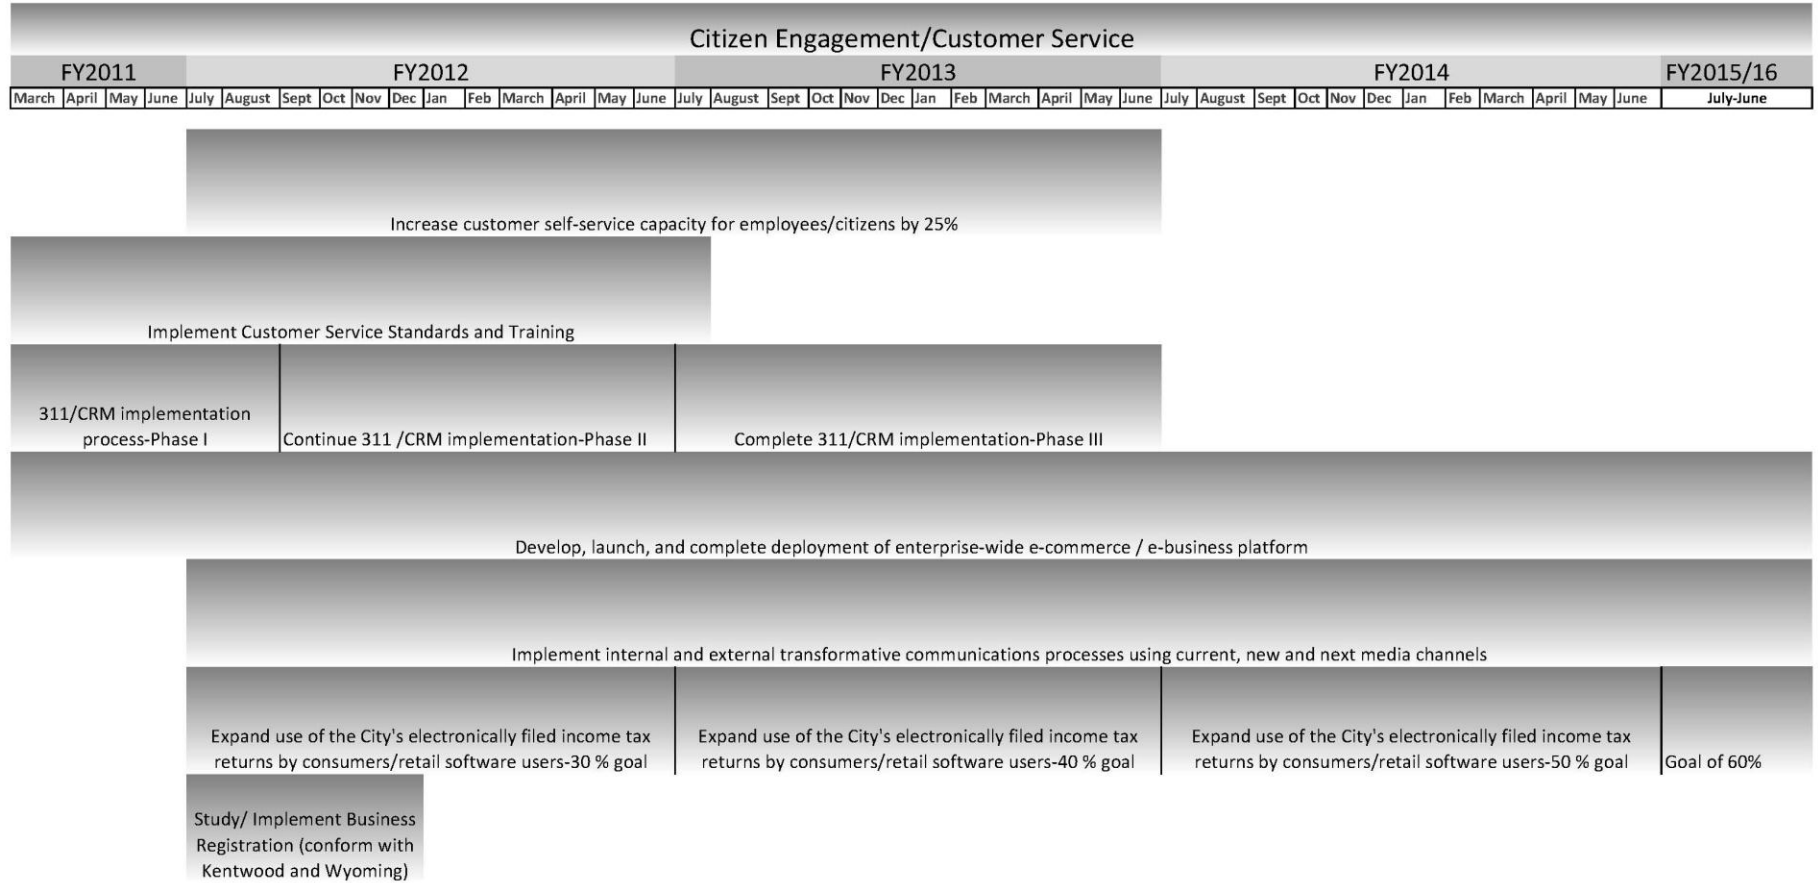 Citizen Engagement/Customer Service
FY2011 FY2012 FY2013 FY2014 FY2015/16
March April May June July August Sept Oct Nov Dec Jan Feb March April May June July August Sept Oct Nov Dec Jan Feb March April May June July August Sept Oct Nov Dec Jan Feb March April May June July-June
Increase customer self-service capacity for employees/citizens by 25%
Implement Customer Service Standards and Training
311/CRM implementation
process-Phase I
Continue 311 /CRM implementation-Phase II
Complete 311/CRM implementation-Phase III
Develop, launch, and complete deployment of enterprise-wide e-commerce / e-business platform
Implement internal and external transformative communications processes using current, new and next media channels
Expand use of the City's electronically filed income tax
returns by consumers/retail software users-30 % goal
Expand use of the City's electronically filed income tax
returns by consumers/retail software users-40 % goal
Expand use of the City's electronically filed income tax
returns by consumers/retail software users-50 % goal
Goal of 60%
Study/ Implement Business
Registration (conform with
Kentwood and Wyoming)